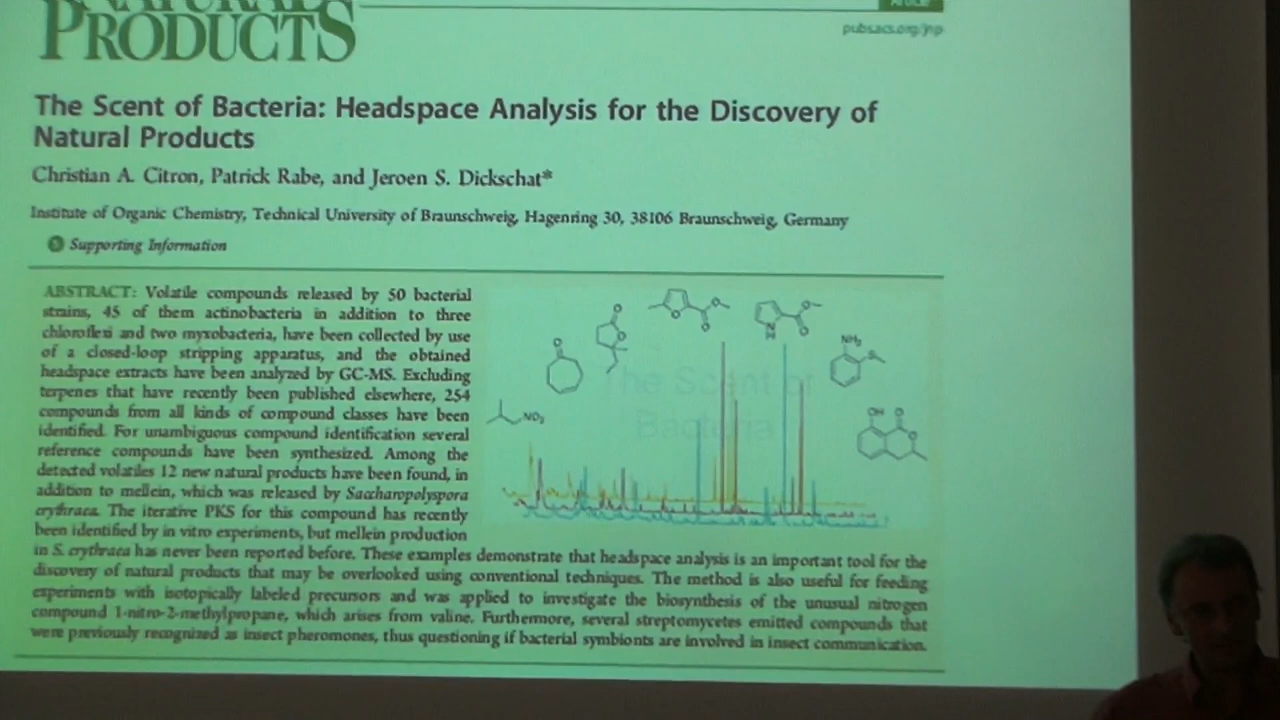 NATURAL
PRODUCTS
Article
pubs.acs.org/jnp
The Scent of Bacteria: Headspace Analysis for the Discovery of
Natural Products
Christian A. Citron, Patrick Rabe, and Jeroen S. Dickschat*
Institute of Organic Chemistry, Technical University of Braunschweig, Hagenring 30, 38106 Braunschweig, Germany
Supporting Information
ABSTRACT: Volatile compounds released by 50 bacterial
strains, 45 of them actinobacteria in addition to three
chloroflexi and two myxobacteria, have been collected by use
of a closed-loop stripping apparatus, and the obtained
headspace extracts have been analyzed by GC-MS. Excluding
terpenes that have recently been published elsewhere, 254
compounds from all kinds of compound classes have been
identified. For unambiguous compound identification several
reference compounds have been synthesized. Among the
detected volatiles 12 new natural products have been found, in
addition to mellein, which was released by Saccharopolyspora
erythraea. The iterative PKS for this compound has recently
been identified by in vitro experiments, but mellein production
in S. erythraea has never been reported before. These examples demonstrate that headspace analysis is an important tool for the
discovery of natural products that may be overlooked using conventional techniques. The method is also useful for feeding
experiments with isotopically labeled precursors and was applied to investigate the biosynthesis of the unusual nitrogen
compound 1-nitro-2-methylpropane, which arises from valine. Furthermore, several streptomycetes emitted compounds that
were previously recognized as insect pheromones, thus questioning if bacterial symbionts are involved in insect communication.
The Scent of
Bacteria
NO₂
O
O
O
O
O
O
N
H
O
O
NH₂
O
OH
O
O